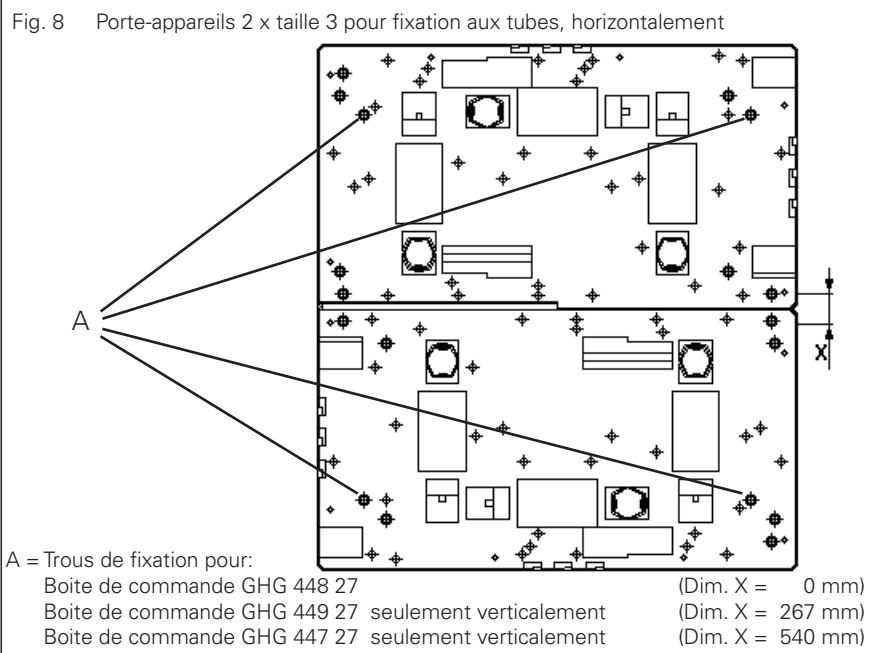 Fig. 8 Porte-appareils 2 x taille 3 pour fixation aux tubes, horizontalement
A
X
A = Trous de fixation pour:
Boite de commande GHG 448 27 (Dim. X = 0 mm)
Boite de commande GHG 449 27 seulement verticalement (Dim. X = 267 mm)
Boite de commande GHG 447 27 seulement verticalement (Dim. X = 540 mm)